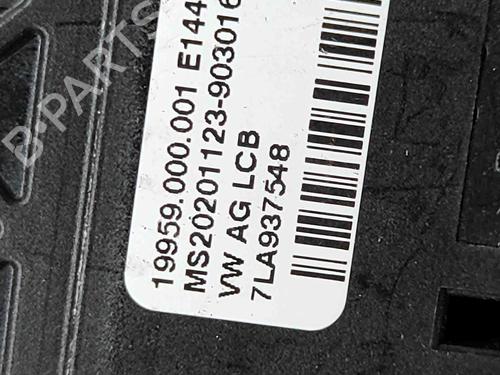 19959.000.001 E144
MS20201123-903016
VW AG LCB
7LA937548
B-PARTS